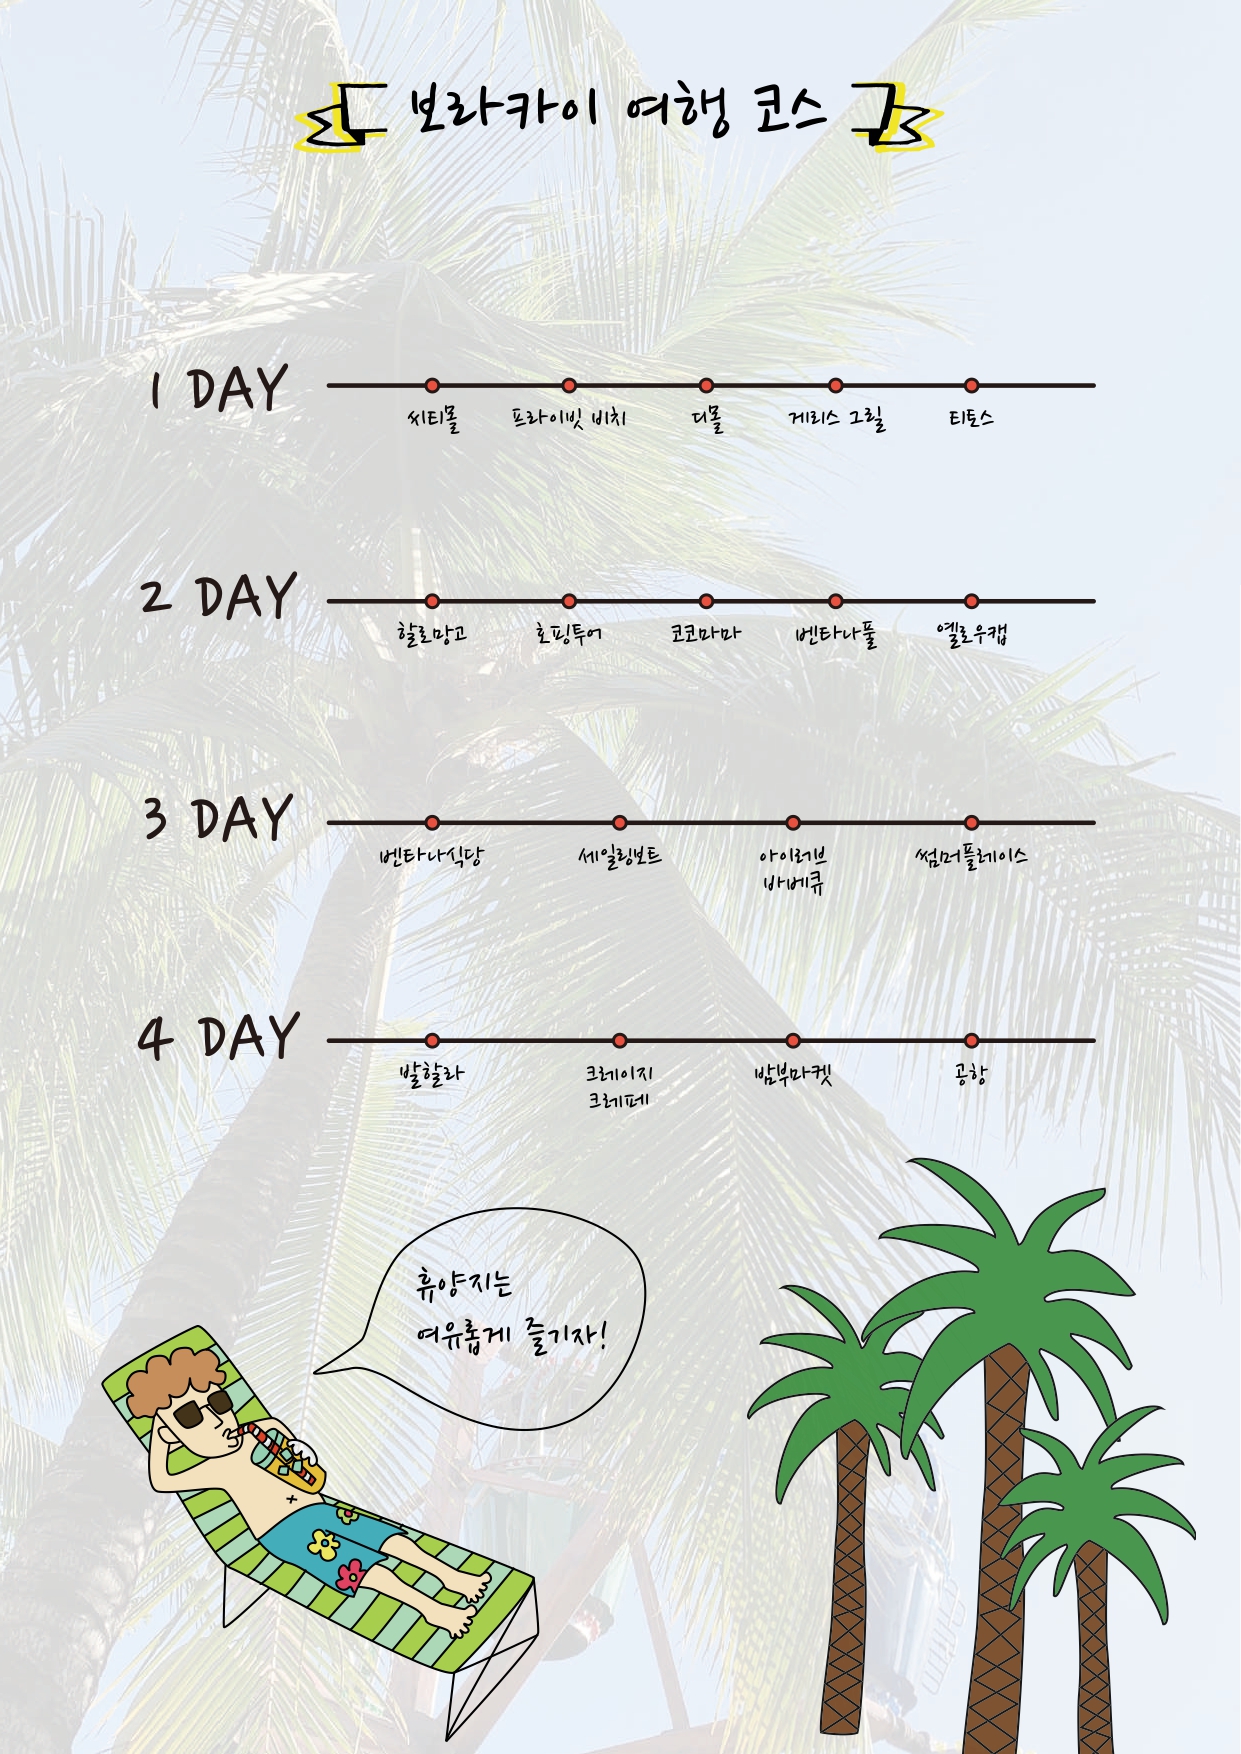 보라카이 여행 코스
1 DAY
씨티몰 프라이빗 비치 디몰 게리스 그릴 티토스
2 DAY
할로망고 호핑투어 코코마마 벤타나풀 옐로우캡
3 DAY
벤타나식당 세일링보트 아이러브 바베큐 썸머플레이스
4 DAY
발할라 크레이지 크레페 밤부마켓 공항
휴양지는
여유롭게 즐기자!